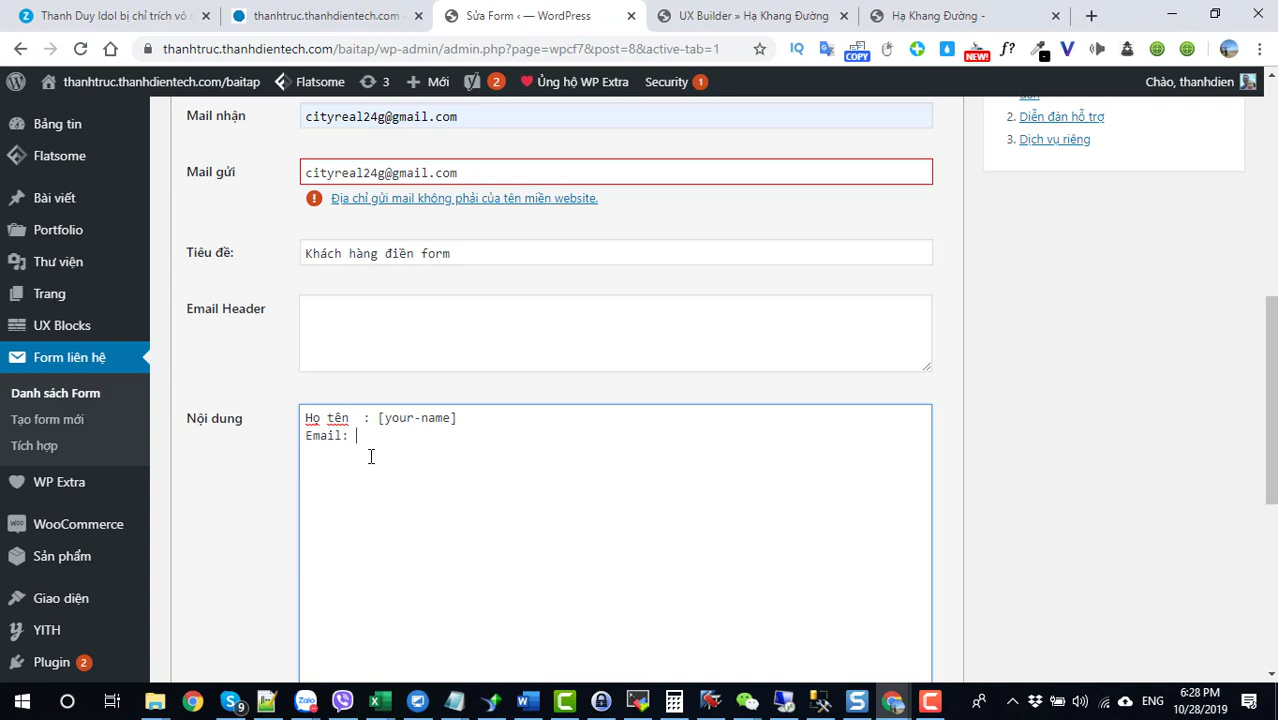 Thanh Duy Idol bị chỉ trích vô
thanhtruc.thanhdientech.com -
Sửa Form ‹ — WordPress
UX Builder » Hạ Khang Đường
Hạ Khang Đường -
thanhtruc.thanhdientech.com/baitap/wp-admin/admin.php?page=wpcf7&post=8&active-tab=1
IQ
COPY
NEW!
f?
thanhtruc.thanhdientech.com/baitap
Flatsome
3
Mới
2
Ủng hộ WP Extra
Security 1
Chào, thanhdien
Bảng tin
Flatsome
Bài viết
Portfolio
Thư viện
Trang
UX Blocks
Form liên hệ
Danh sách Form
Tạo form mới
Tích hợp
WP Extra
WooCommerce
Sản phẩm
Giao diện
YITH
Plugin 2
Mail nhận
cityreal24g@gmail.com
Mail gửi
cityreal24g@gmail.com
Địa chỉ gửi mail không phải của tên miền website.
Tiêu đề:
Khách hàng điền form
Email Header
Nội dung
Họ tên  : [your-name]
Email:
2. Diễn đàn hỗ trợ
3. Dịch vụ riêng
ENG
6:28 PM
10/28/2019